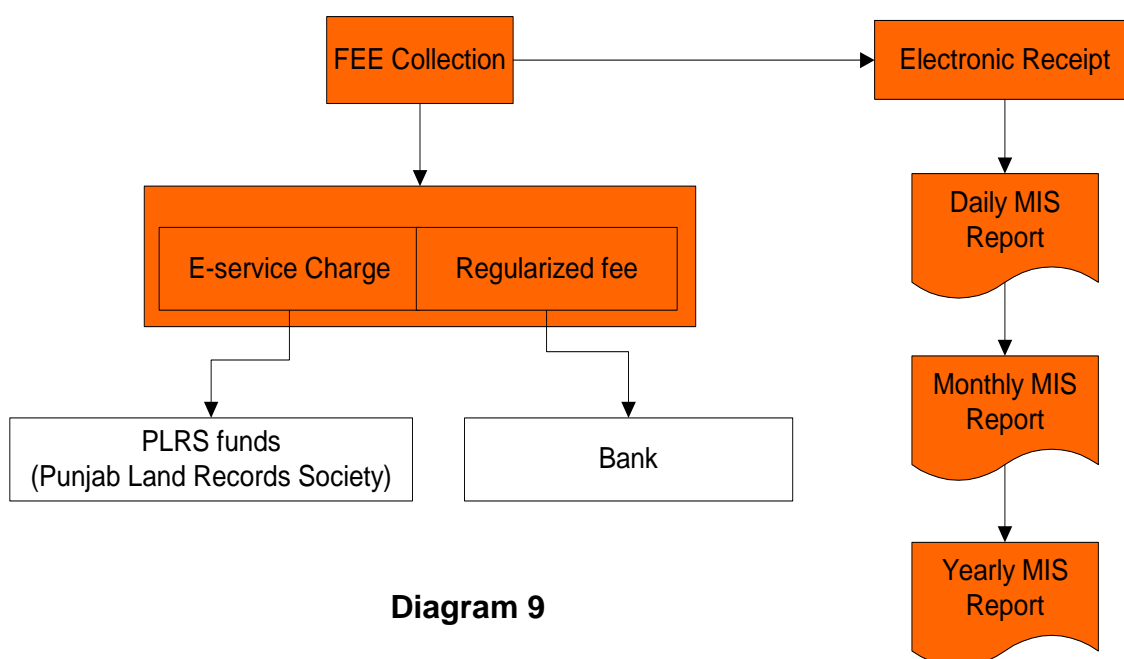 FEE Collection
Electronic Receipt
E-service Charge
Regularized fee
Daily MIS
Report
PLRS funds
(Punjab Land Records Society)
Bank
Monthly MIS
Report
Yearly MIS
Report
Diagram 9